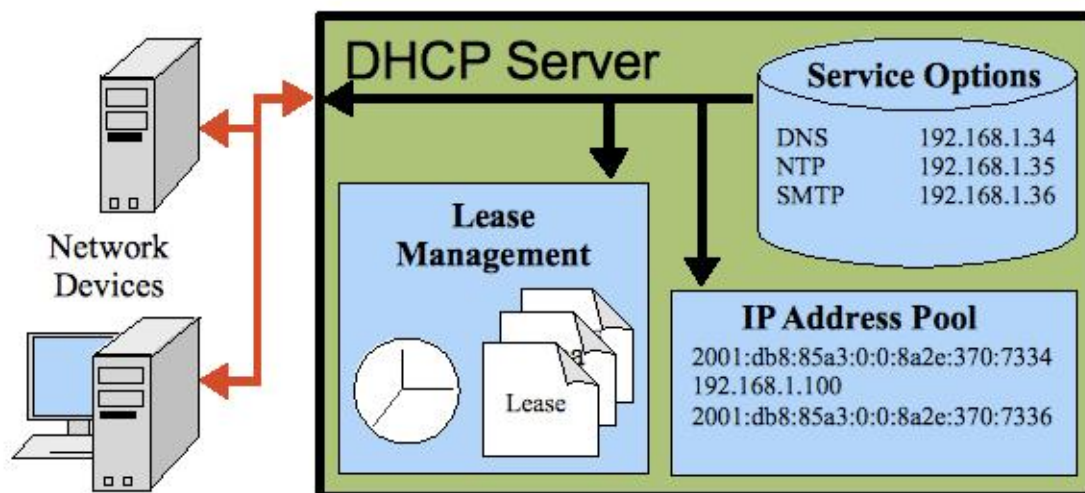 DHCP Server
Service Options
DNS 192.168.1.34
NTP 192.168.1.35
SMTP 192.168.1.36
Network
Devices
Lease
Management
Lease
IP Address Pool
2001:db8:85a3:0:0:8a2e:370:7334
192.168.1.100
2001:db8:85a3:0:0:8a2e:370:7336